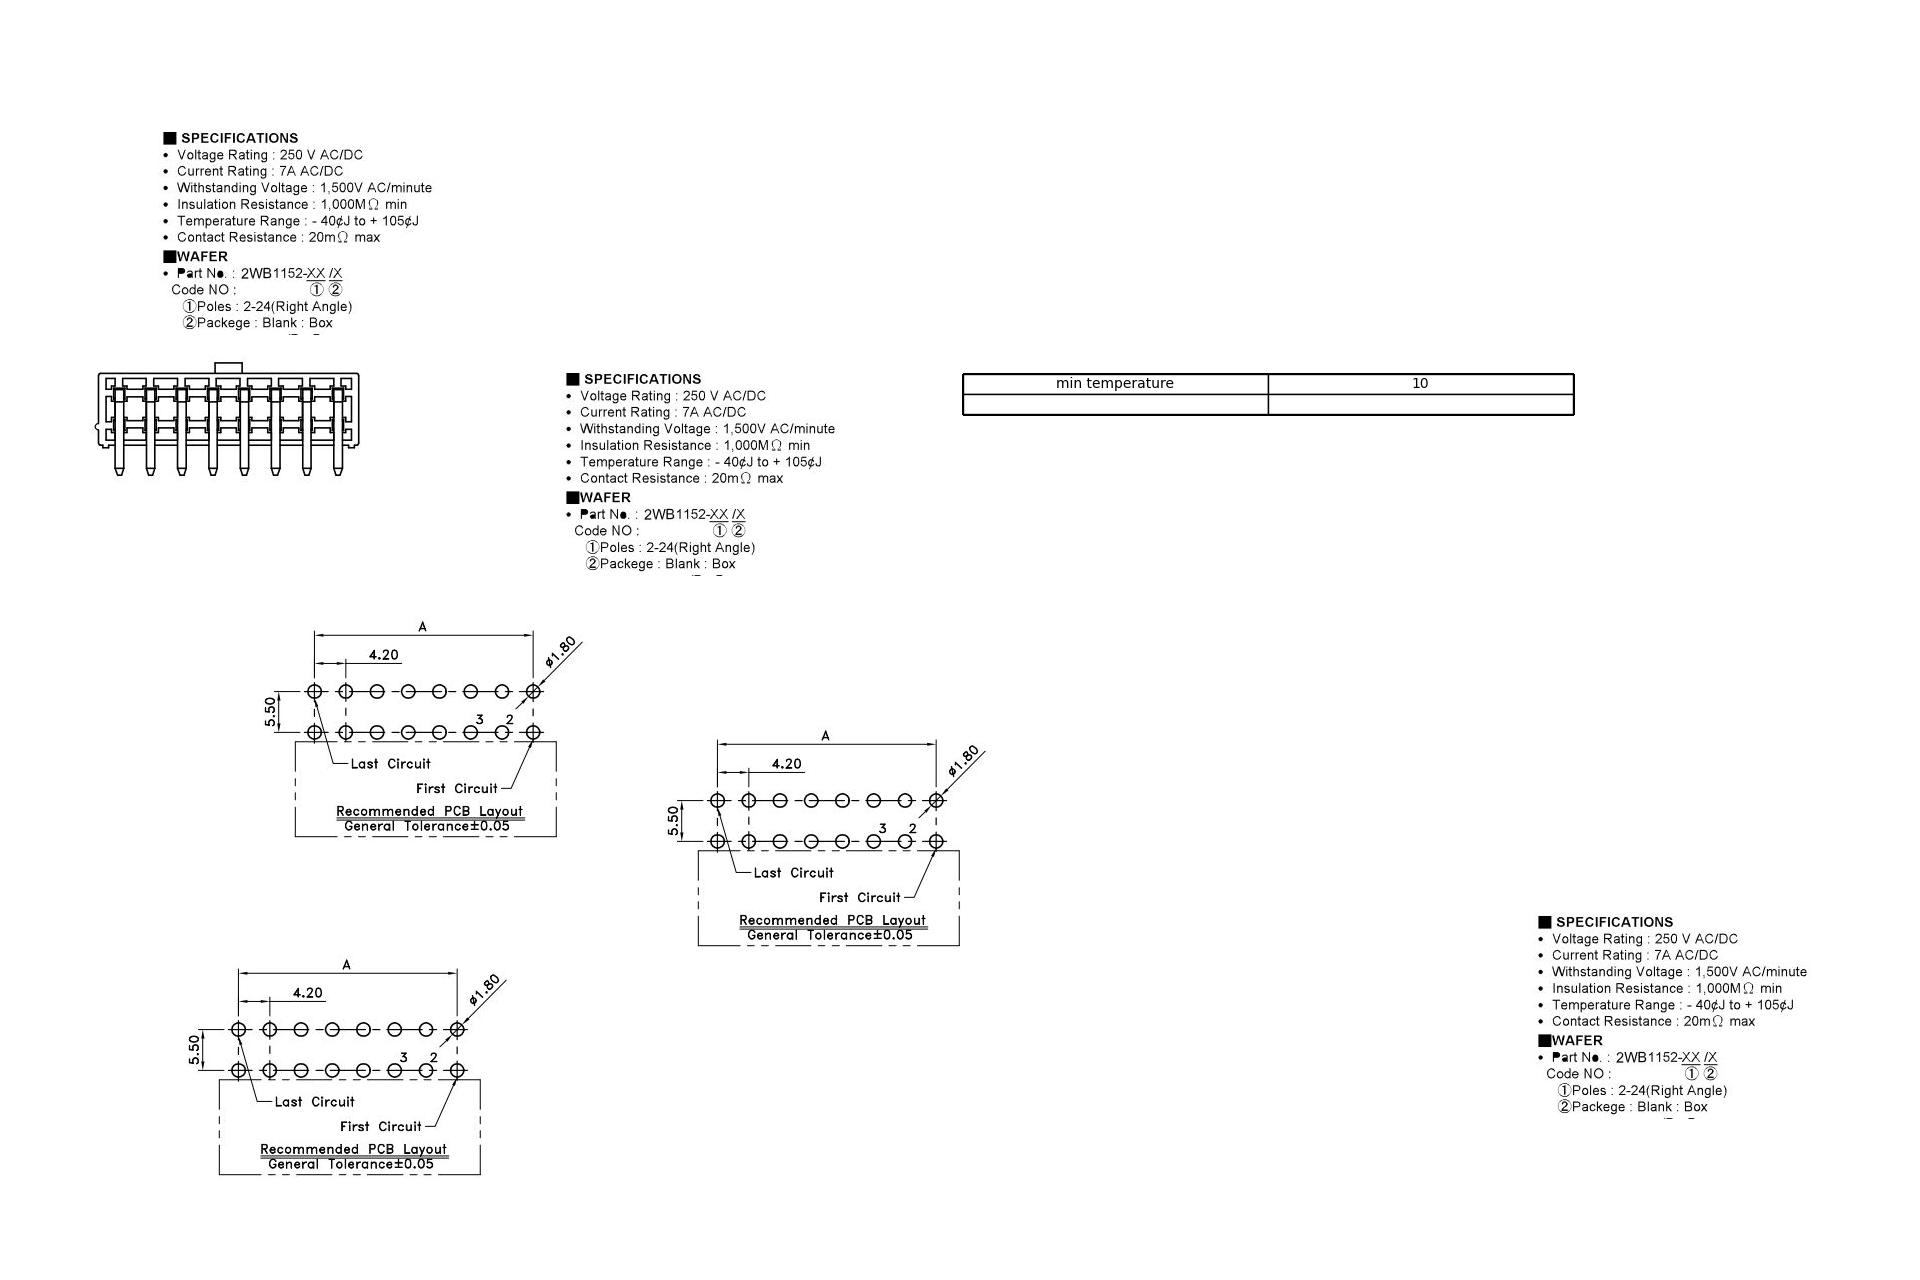 ■ SPECIFICATIONS
• Voltage Rating : 250 V AC/DC
• Current Rating : 7A AC/DC
• Withstanding Voltage : 1,500V AC/minute
• Insulation Resistance : 1,000MΩ min
• Temperature Range : - 40¢J to + 105¢J
• Contact Resistance : 20mΩ max
■WAFER
• Part No. : 2WB1152-XX /X
Code NO : ① ②
①Poles : 2-24(Right Angle)
②Packege : Blank : Box
■ SPECIFICATIONS
• Voltage Rating : 250 V AC/DC
• Current Rating : 7A AC/DC
• Withstanding Voltage : 1,500V AC/minute
• Insulation Resistance : 1,000MΩ min
• Temperature Range : - 40¢J to + 105¢J
• Contact Resistance : 20mΩ max
■WAFER
• Part No. : 2WB1152-XX /X
Code NO : ① ②
①Poles : 2-24(Right Angle)
②Packege : Blank : Box
min temperature 10
A
4.20
ø1.80
5.50
3 2
Last Circuit
First Circuit
Recommended PCB Layout
General Tolerance±0.05
A
4.20
ø1.80
5.50
3 2
Last Circuit
First Circuit
Recommended PCB Layout
General Tolerance±0.05
A
4.20
ø1.80
5.50
3 2
Last Circuit
First Circuit
Recommended PCB Layout
General Tolerance±0.05
■ SPECIFICATIONS
• Voltage Rating : 250 V AC/DC
• Current Rating : 7A AC/DC
• Withstanding Voltage : 1,500V AC/minute
• Insulation Resistance : 1,000MΩ min
• Temperature Range : - 40¢J to + 105¢J
• Contact Resistance : 20mΩ max
■WAFER
• Part No. : 2WB1152-XX /X
Code NO : ① ②
①Poles : 2-24(Right Angle)
②Packege : Blank : Box